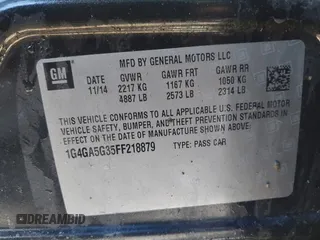 MFD BY GENERAL MOTORS LLC
GM
11/14
GVWR
2217 KG
4887 LB
GAWR FRT
1167 KG
2573 LB
GAWR RR
1050 KG
2314 LB
THIS VEHICLE CONFORMS TO ALL APPLICABLE U.S. FEDERAL MOTOR
VEHICLE SAFETY, BUMPER, AND THEFT PREVENTION STANDARDS IN
EFFECT ON THE DATE OF MANUFACTURE SHOWN ABOVE.
1G4GA5G35FF218879 TYPE: PASS CAR
DREAMBID